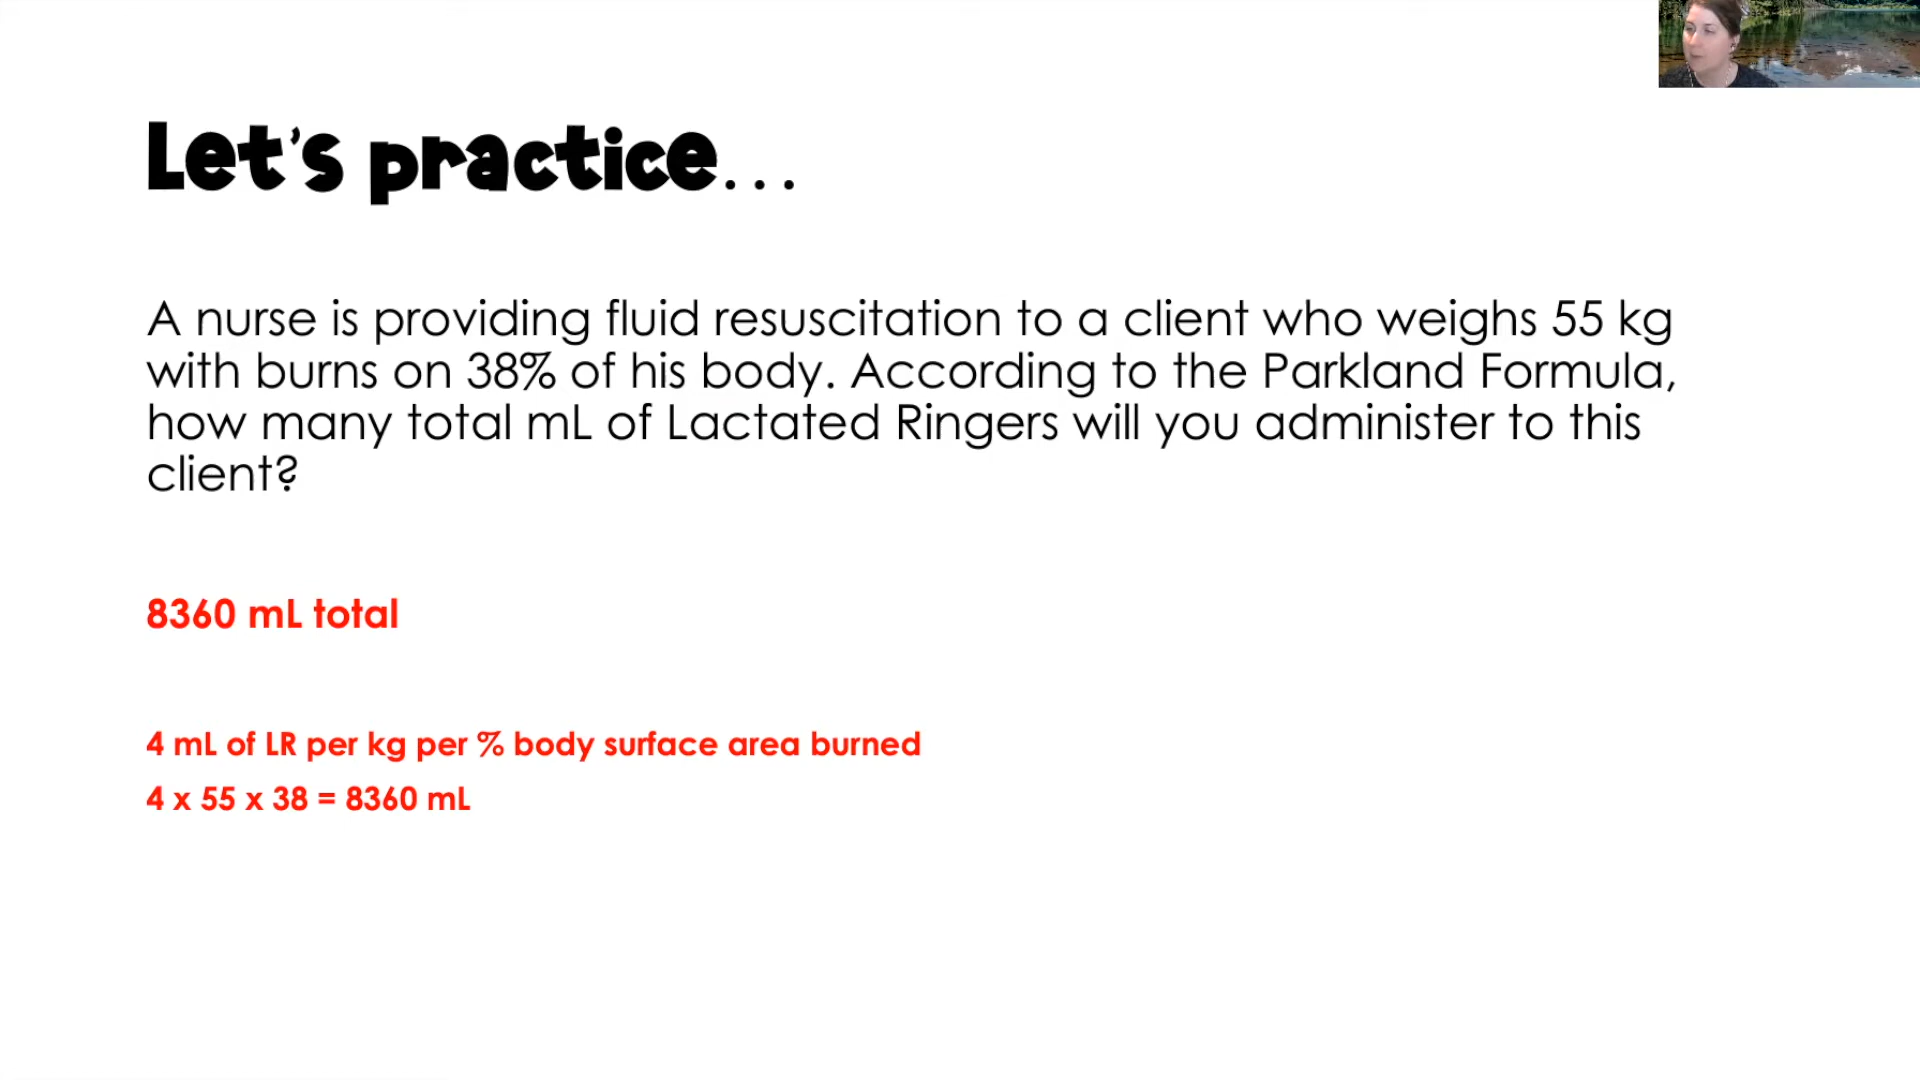 Let's practice...
A nurse is providing fluid resuscitation to a client who weighs 55 kg
with burns on 38% of his body. According to the Parkland Formula,
how many total mL of Lactated Ringers will you administer to this
client?
8360 mL total
4 mL of LR per kg per % body surface area burned
4 x 55 x 38 = 8360 mL